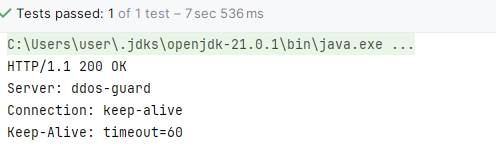 Tests passed: 1 of 1 test – 7 sec 536 ms
C:\Users\user\.jdks\openjdk-21.0.1\bin\java.exe ...
HTTP/1.1 200 OK
Server: ddos-guard
Connection: keep-alive
Keep-Alive: timeout=60